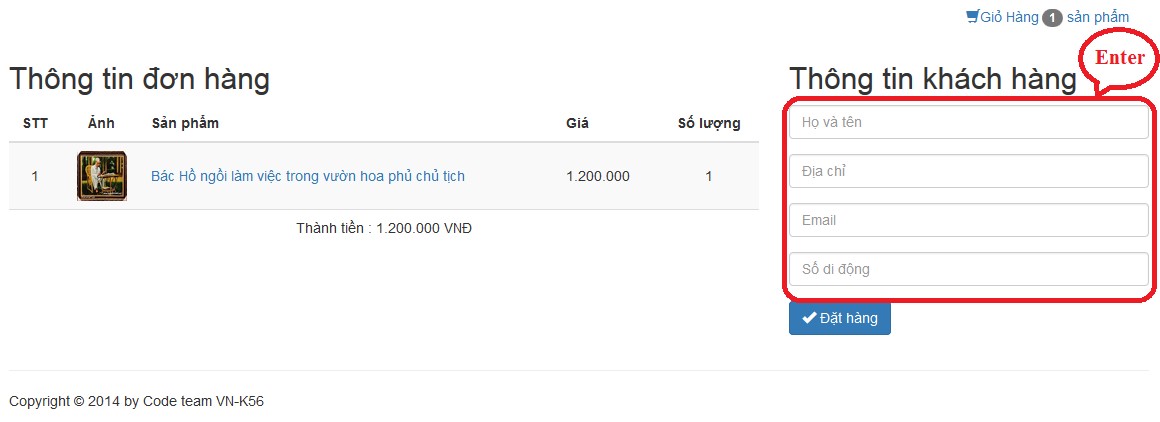 Giỏ Hàng 1 sản phẩm
Enter
Thông tin đơn hàng
STT Ảnh Sản phẩm Giá Số lượng
1 Bác Hồ ngồi làm việc trong vườn hoa phủ chủ tịch 1.200.000 1
Thành tiền : 1.200.000 VNĐ
Thông tin khách hàng
Họ và tên
Địa chỉ
Email
Số di động
Đặt hàng
Copyright © 2014 by Code team VN-K56